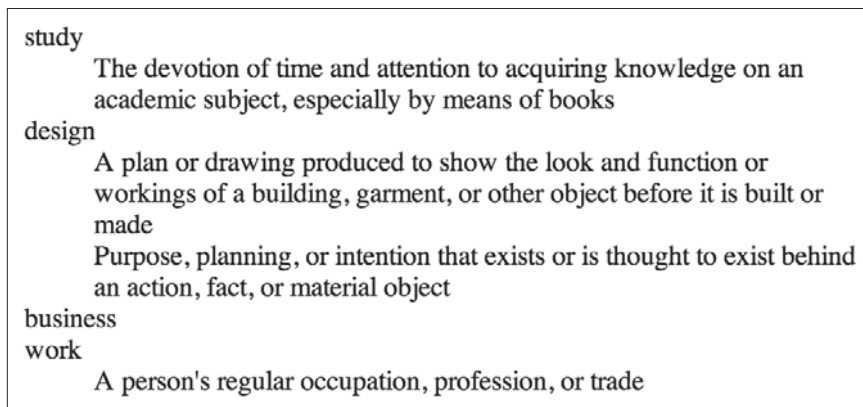 study
The devotion of time and attention to acquiring knowledge on an
academic subject, especially by means of books
design
A plan or drawing produced to show the look and function or
workings of a building, garment, or other object before it is built or
made
Purpose, planning, or intention that exists or is thought to exist behind
an action, fact, or material object
business
work
A person's regular occupation, profession, or trade